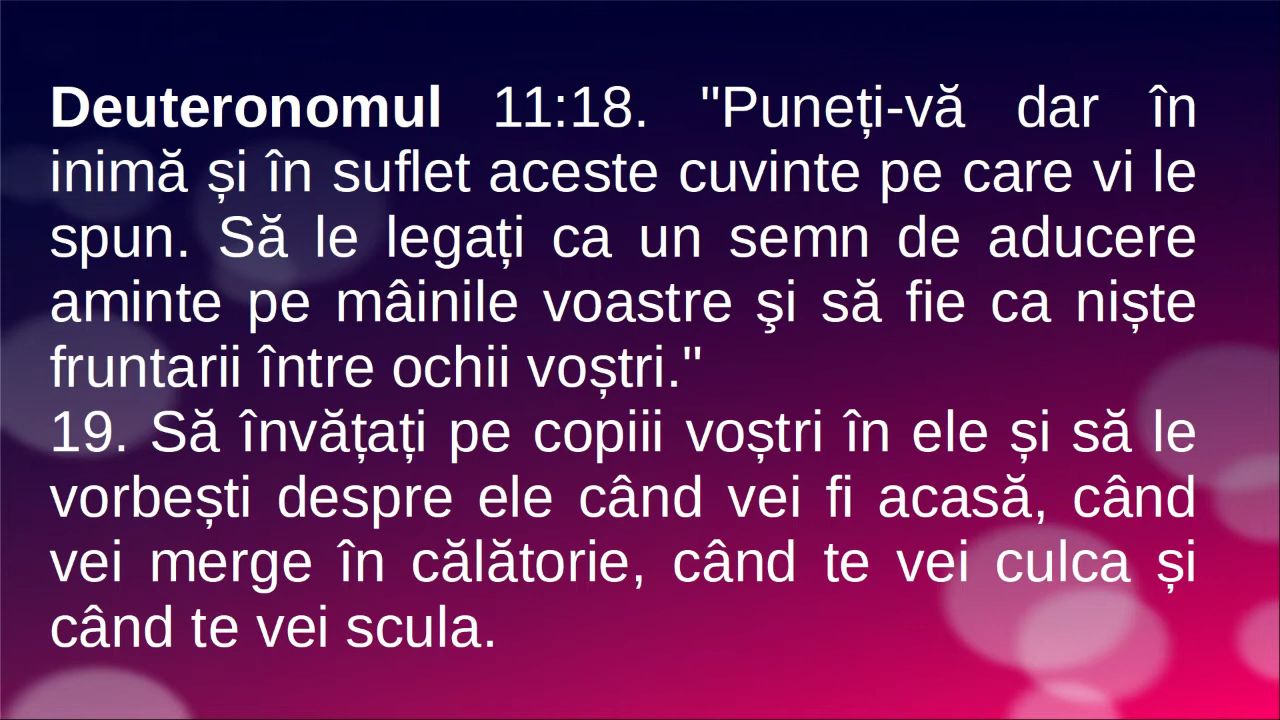 Deuteronomul 11:18. "Puneți-vă dar în
inimă și în suflet aceste cuvinte pe care vi le
spun. Să le legați ca un semn de aducere
aminte pe mâinile voastre şi să fie ca niște
fruntarii între ochii voștri."
19. Să învățați pe copiii voștri în ele și să le
vorbești despre ele când vei fi acasă, când
vei merge în călătorie, când te vei culca și
când te vei scula.